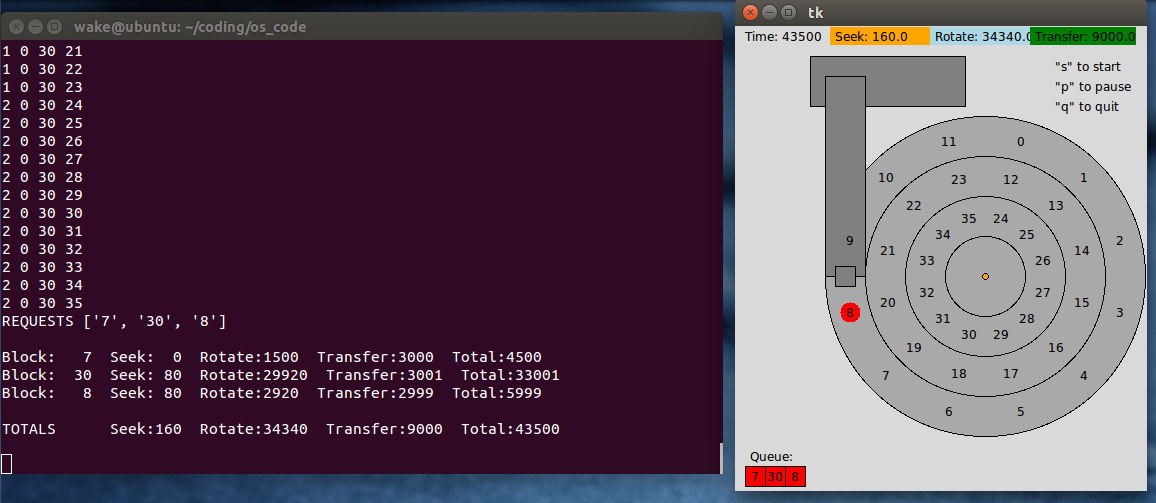 wake@ubuntu: ~/coding/os_code
1 0 30 21
1 0 30 22
1 0 30 23
2 0 30 24
2 0 30 25
2 0 30 26
2 0 30 27
2 0 30 28
2 0 30 29
2 0 30 30
2 0 30 31
2 0 30 32
2 0 30 33
2 0 30 34
2 0 30 35
REQUESTS ['7', '30', '8']
Block:   7  Seek:  0  Rotate:1500  Transfer:3000  Total:4500
Block:  30  Seek: 80  Rotate:29920  Transfer:3001  Total:33001
Block:   8  Seek: 80  Rotate:2920  Transfer:2999  Total:5999
TOTALS      Seek:160  Rotate:34340  Transfer:9000  Total:43500
tk
Time: 43500 Seek: 160.0 Rotate: 34340.0 Transfer: 9000.0
"s" to start
"p" to pause
"q" to quit
11 0
10 1
23 12
22 13
35 24
34 25
9 2
21 14
33 26
32 27
20 15
8 3
31 28
30 29
19 16
7 4
18 17
6 5
Queue:
7 30 8